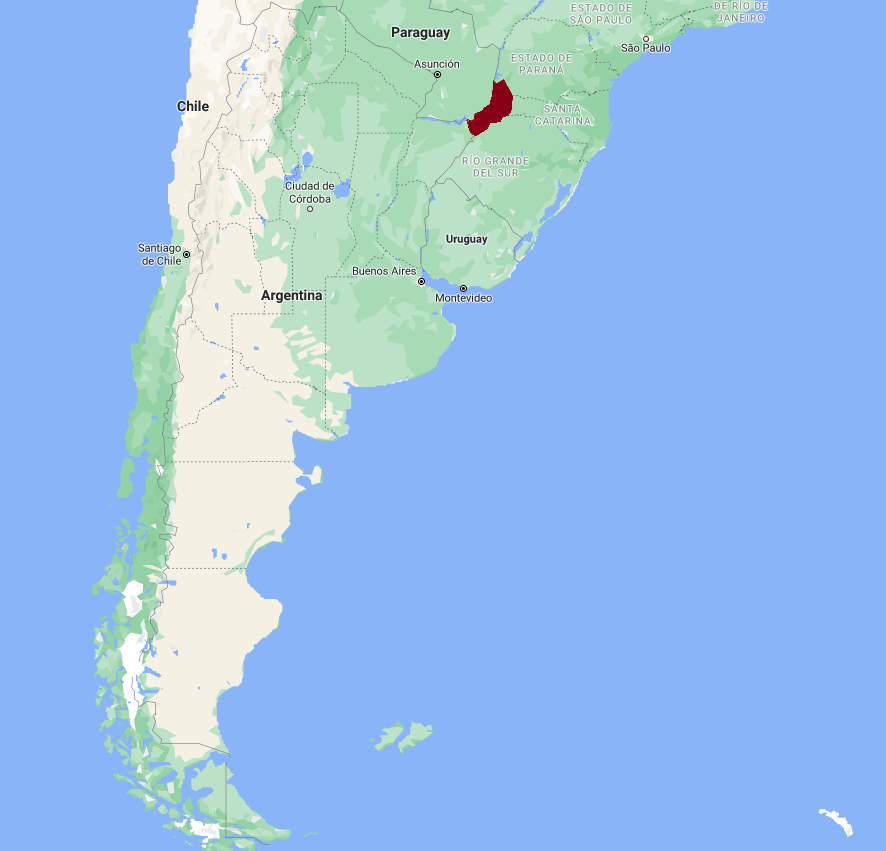 ESTADO DE
SÃO PAULO
DE RÍO DE
JANEIRO
Paraguay
São Paulo
Asunción
ESTADO DE
PARANÁ
Chile
SANTA
CATARINA
RÍO GRANDE
DEL SUR
Ciudad de
Córdoba
Uruguay
Santiago
de Chile
Buenos Aires
Argentina
Montevideo